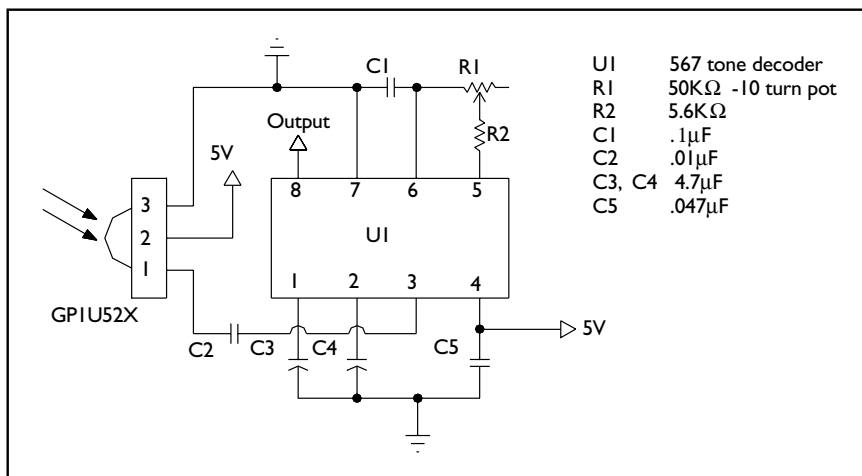 C1
R1
Output
R2
5V
8
7
6
5
3
2
1
U1
1
2
3
4
GP1U52X
C2
C3
C4
C5
5V
U1 567 tone decoder
R1 50KΩ -10 turn pot
R2 5.6KΩ
C1 .1µF
C2 .01µF
C3, C4 4.7µF
C5 .047µF